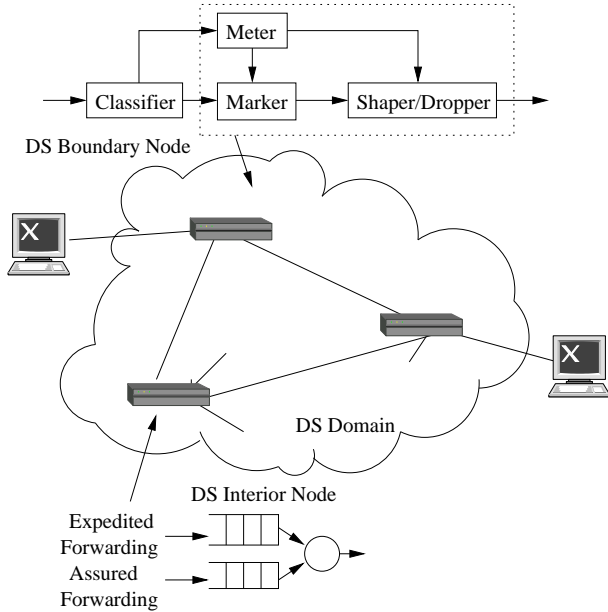 Meter
Classifier
Marker
Shaper/Dropper
DS Boundary Node
X
X
DS Domain
DS Interior Node
Expedited
Forwarding
Assured
Forwarding